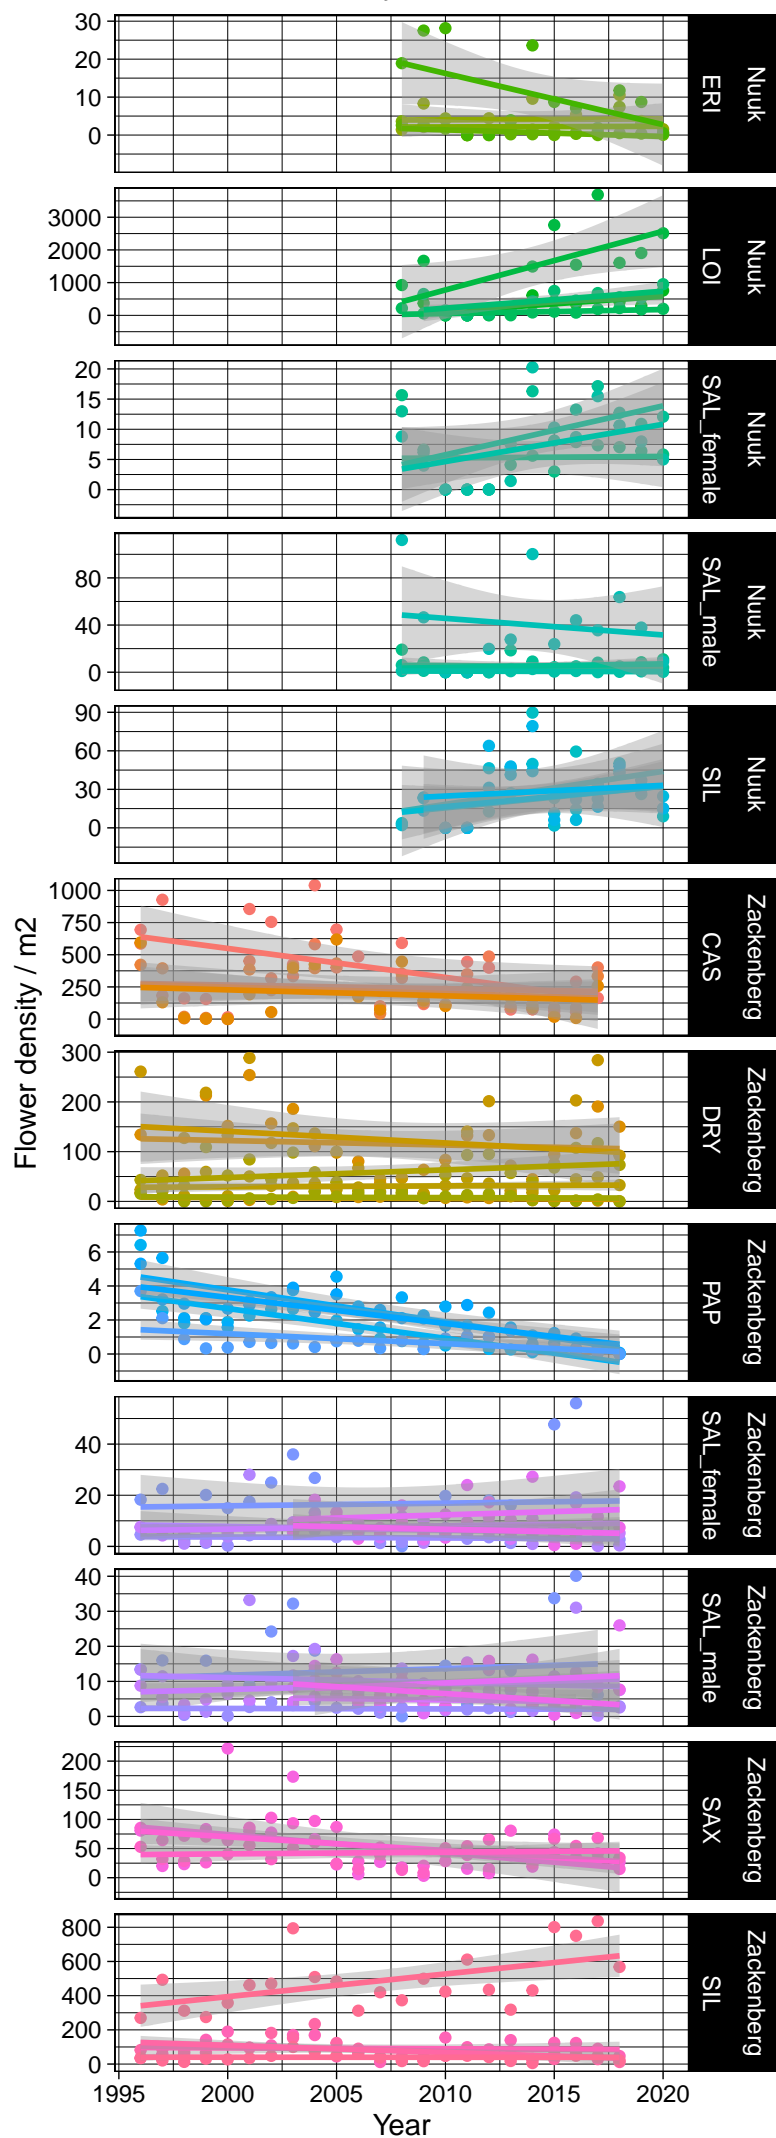 30
20
10
0
ERI
Nuuk
3000
2000
1000
0
LOI
Nuuk
20
15
10
5
0
SAL_female
Nuuk
80
40
0
SAL_male
Nuuk
90
60
30
0
SIL
Nuuk
1000
750
500
250
0
CAS
Zackenberg
Flower density / m2
300
200
100
0
DRY
Zackenberg
6
4
2
0
PAP
Zackenberg
40
20
0
SAL_female
Zackenberg
40
30
20
10
0
SAL_male
Zackenberg
200
150
100
50
0
SAX
Zackenberg
800
600
400
200
0
SIL
Zackenberg
1995 2000 2005 2010 2015 2020
Year